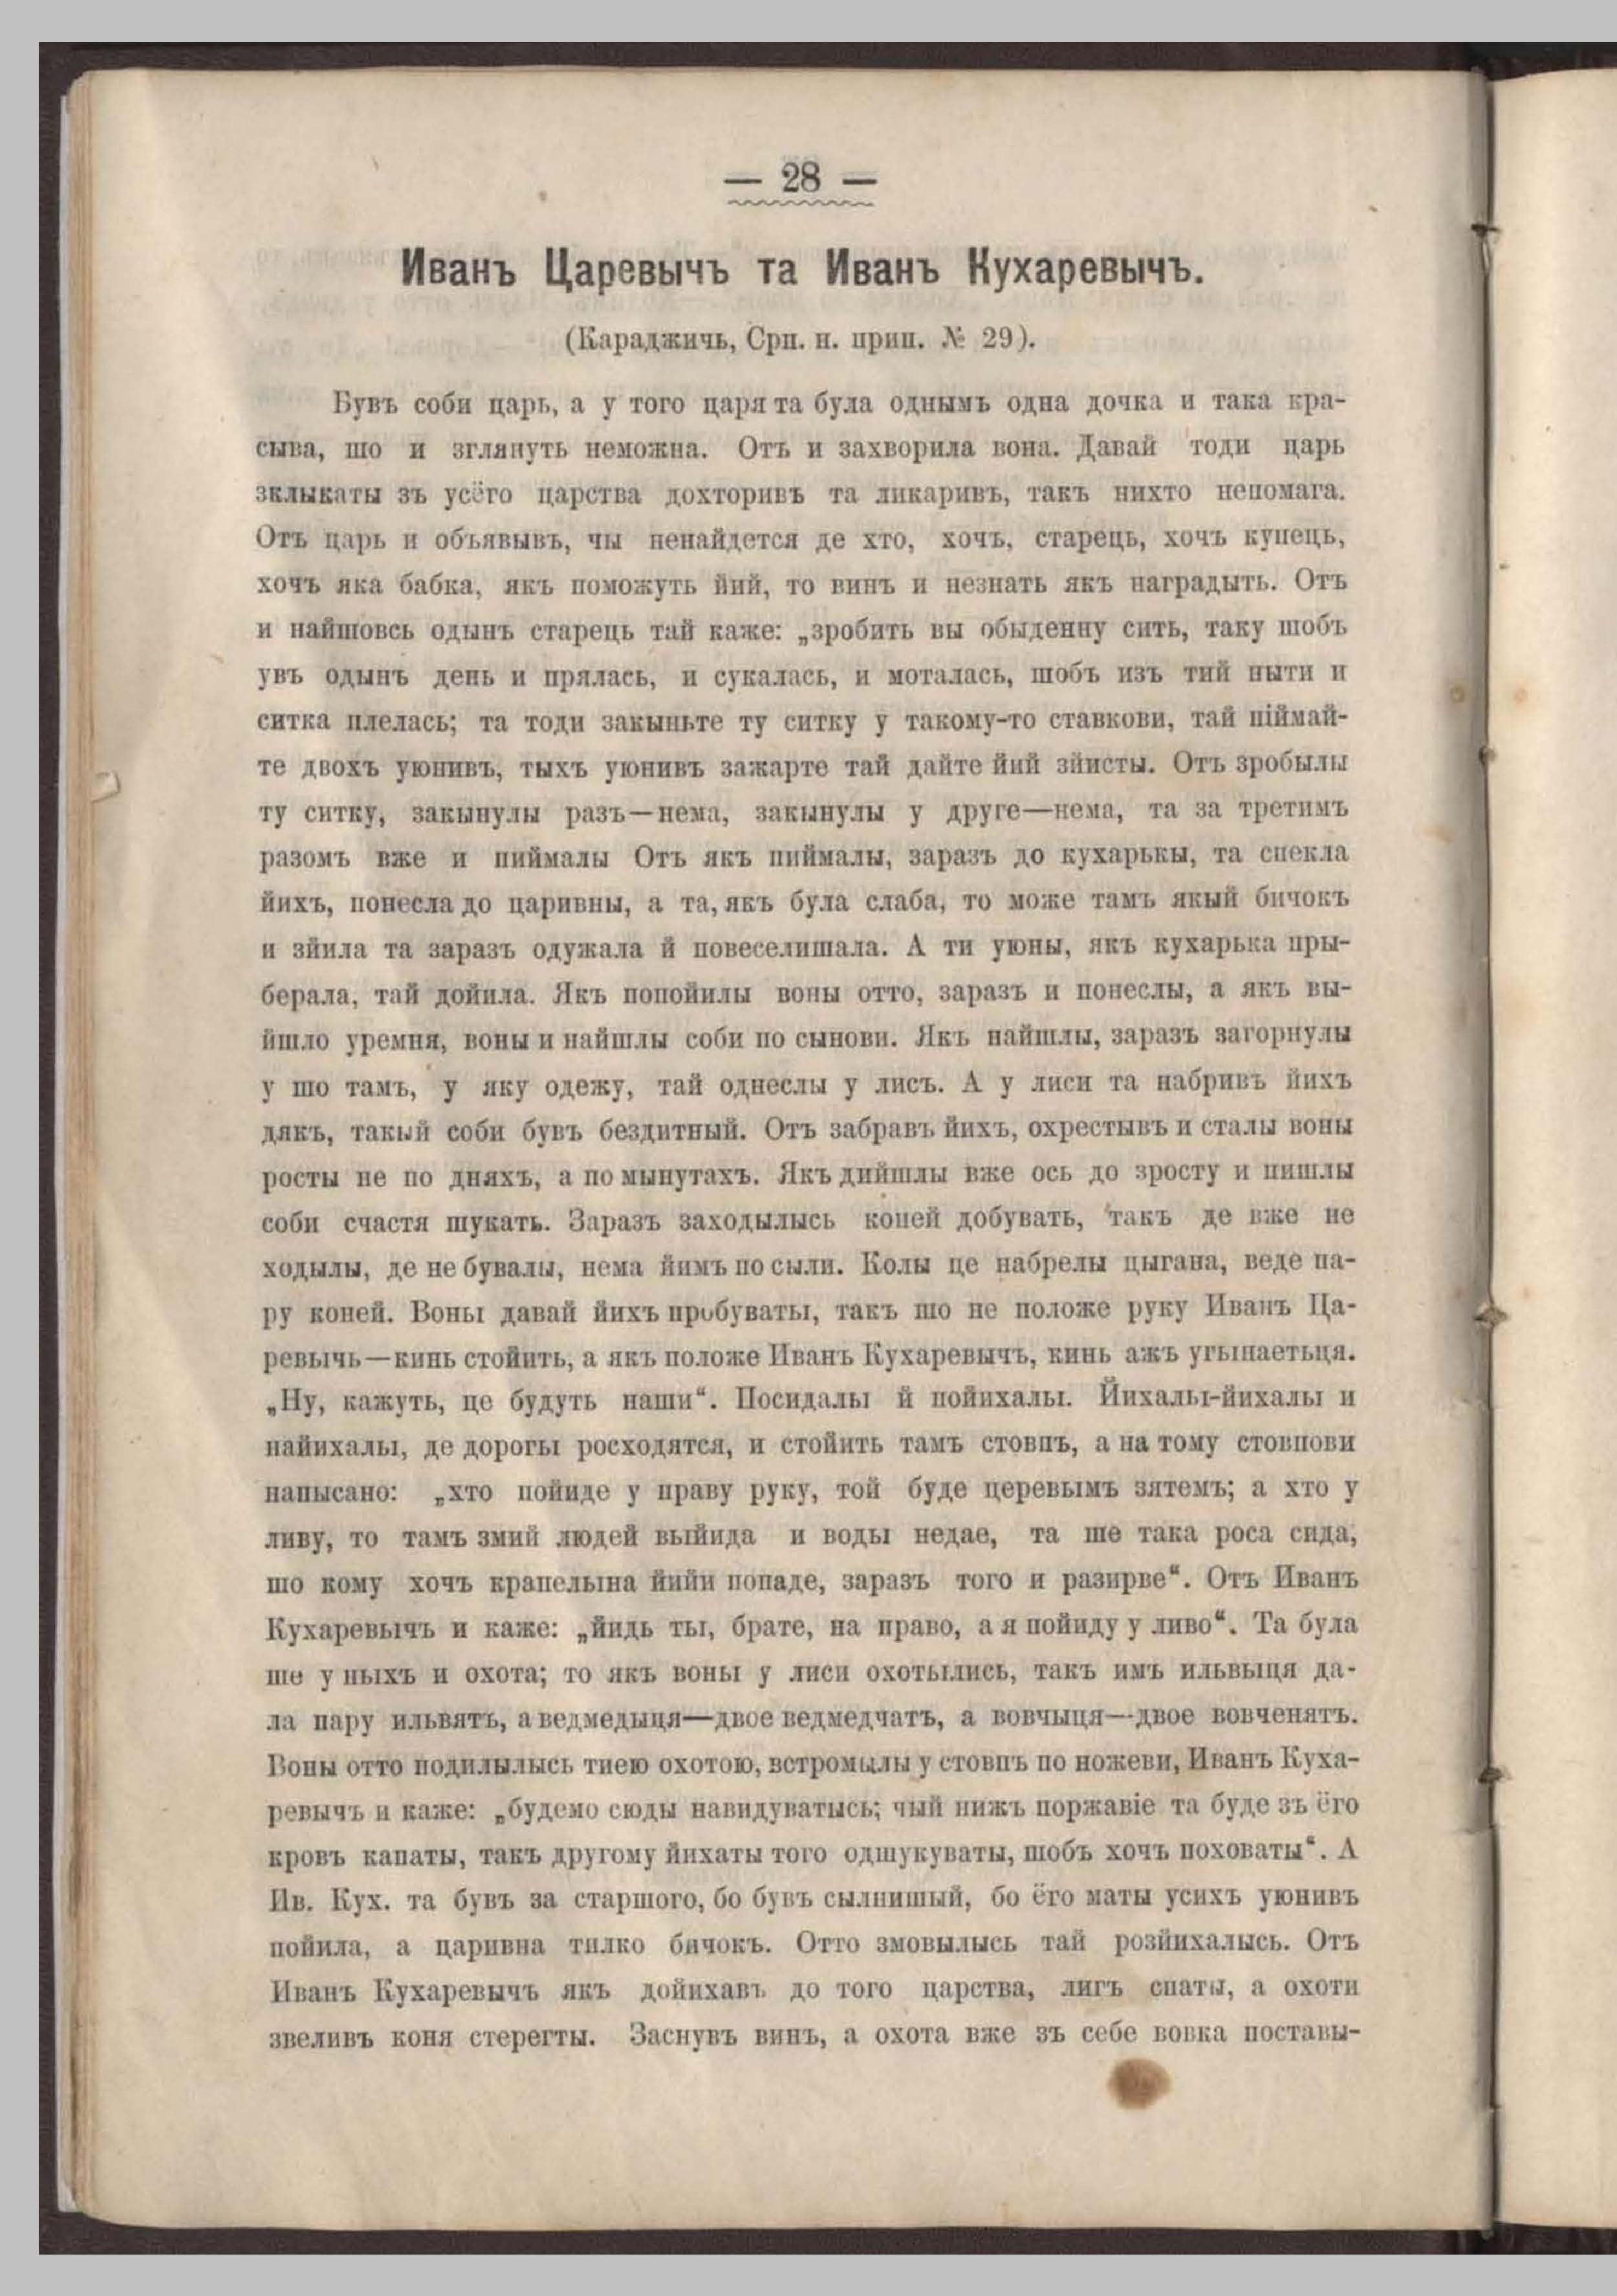 — 28 —
Иванъ Царевычъ та Иванъ Кухаревычъ.
(Караджичь, Срп. н. прип. № 29).
Бувъ соби царь, а у того царя та була однымъ одна дочка и така кра-
сыва, шо и зглянуть неможна. Отъ и захворила вона. Давай тоди царь
зклыкаты зъ усёго царства дохторивъ та ликаривъ, такъ нихто непомага.
Отъ царь и объявывъ, чы ненайдется де хто, хочъ, старець, хочъ купець,
хочъ яка бабка, якъ поможуть йий, то винъ и незнать якъ наградыть. Отъ
и найшовсь одынъ старець тай каже: „зробить вы обыденну сить, таку шобъ
увъ одынъ день и прялась, и сукалась, и моталась, шобъ изъ тий ныти и
ситка плелась; та тоди закыньте ту ситку у такому-то ставкови, тай піймай-
те двохъ уюнивъ, тыхъ уюнивъ зажарте тай дайте йий зйисты. Отъ зробылы
ту ситку, закынулы разъ—нема, закынулы у друге—нема, та за третимъ
разомъ вже и пиймалы Отъ якъ пиймалы, заразъ до кухарькы, та спекла
йихъ, понесла до царивны, а та, якъ була слаба, то може тамъ якый бичокъ
и зйила та заразъ одужала й повеселишала. А ти уюны, якъ кухарька пры-
берала, тай дойила. Якъ попойилы воны отто, заразъ и понеслы, а якъ вы-
йшло уремня, воны и найшлы соби по сынови. Якъ найшлы, заразъ загорнулы
у шо тамъ, у яку одежу, тай однеслы у лисъ. А у лиси та набривъ йихъ
дякъ, такый соби бувъ бездитный. Отъ забравъ йихъ, охрестывъ и сталы воны
росты не по дняхъ, а по мынутахъ. Якъ дийшлы вже ось до зросту и пишлы
соби счастя шукать. Заразъ заходылысь коней добувать, такъ де вже не
ходылы, де не бувалы, нема йимъ по сыли. Колы це набрелы цыгана, веде па-
ру коней. Воны давай йихъ пробуваты, такъ шо не положе руку Иванъ Ца-
ревычь—кинь стойить, а якъ положе Иванъ Кухаревычъ, кинь ажъ угынаетьця.
„Ну, кажуть, це будуть наши“. Посидалы й пойихалы. Йихалы-йихалы и
найихалы, де дорогы росходятся, и стойить тамъ стовпъ, а на тому стовпови
напысано: „хто пойиде у праву руку, той буде церевымъ зятемъ; а хто у
ливу, то тамъ змий людей выйида и воды недае, та ше така роса сида,
шо кому хочъ крапелына йийи попаде, заразъ того и разирве“. Отъ Иванъ
Кухаревычъ и каже: „йидь ты, брате, на право, а я пойиду у ливо“. Та була
ше у ныхъ и охота; то якъ воны у лиси охотылись, такъ имъ ильвыця да-
ла пару ильвятъ, а ведмедыця—двое ведмедчатъ, а вовчыця—двое вовченятъ.
Воны отто подилылысь тиею охотою, встромылы у стовпъ по ножеви, Иванъ Куха-
ревычъ и каже: „будемо сюды навидуватысь; чый нижъ поржавіе та буде зъ ёго
кровъ капаты, такъ другому йихаты того одшукуваты, шобъ хочъ поховаты“. А
Ив. Кух. та бувъ за старшого, бо бувъ сылнишый, бо ёго маты усихъ уюнивъ
пойила, а царивна тилко бичокъ. Отто змовылысь тай розйихалысь. Отъ
Иванъ Кухаревычъ якъ дойихавъ до того царства, лигъ спаты, а охоти
звеливъ коня стерегты. Заснувъ винъ, а охота вже зъ себе вовка поставы-